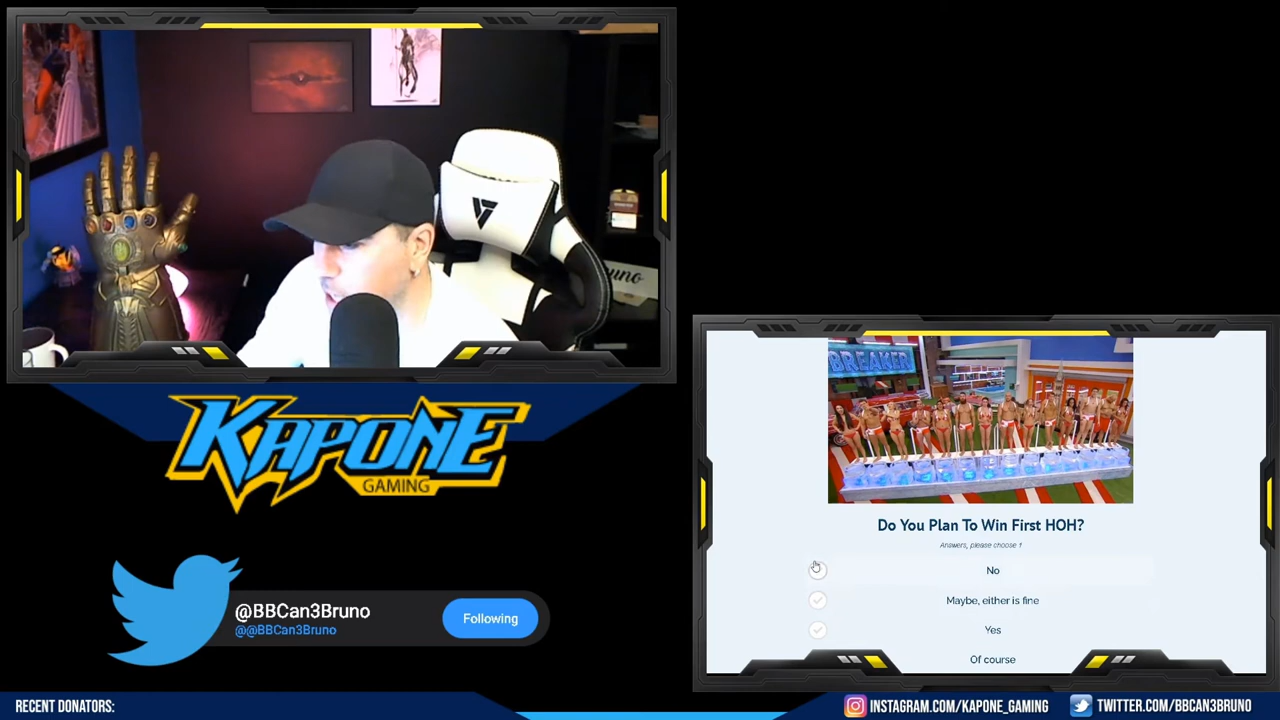 uno
KAPONE
GAMING
@BBCan3Bruno
@@BBCan3Bruno
Following
BREAKER
Do You Plan To Win First HOH?
Answers, please choose 1
No
Maybe, either is fine
Yes
Of course
RECENT DONATORS:
INSTAGRAM.COM/KAPONE_GAMING
TWITTER.COM/BBCAN3BRUNO